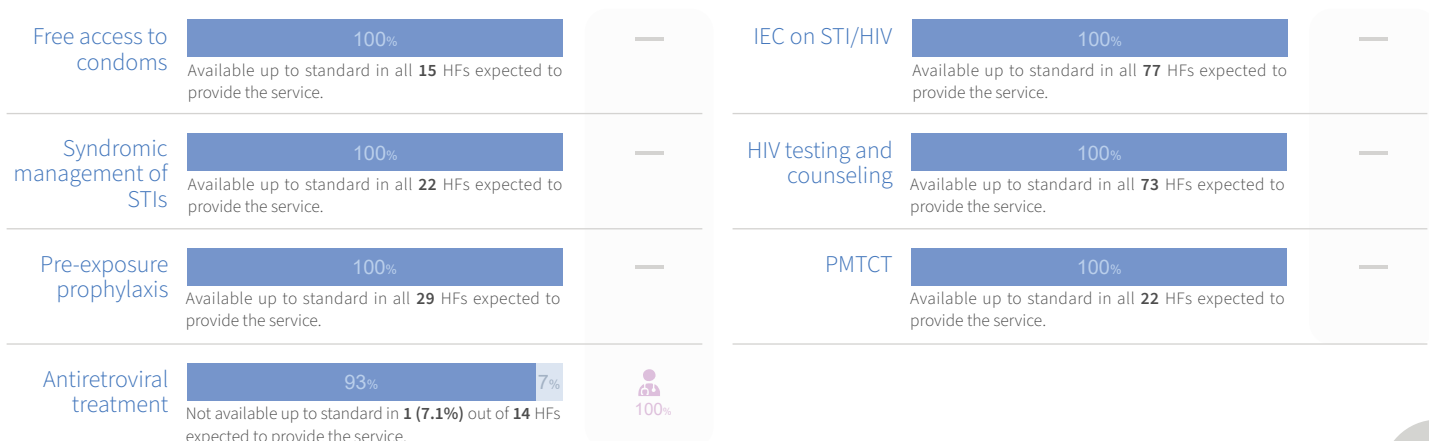 Free access to
condoms
100%
Available up to standard in all 15 HFs expected to
provide the service.
—
IEC on STI/HIV
100%
Available up to standard in all 77 HFs expected to
provide the service.
—
Syndromic
management of
STIs
100%
Available up to standard in all 22 HFs expected to
provide the service.
—
HIV testing and
counseling
100%
Available up to standard in all 73 HFs expected to
provide the service.
—
Pre-exposure
prophylaxis
100%
Available up to standard in all 29 HFs expected to
provide the service.
—
PMTCT
100%
Available up to standard in all 22 HFs expected to
provide the service.
—
Antiretroviral
treatment
93%
7%
Not available up to standard in 1 (7.1%) out of 14 HFs
expected to provide the service.
100%